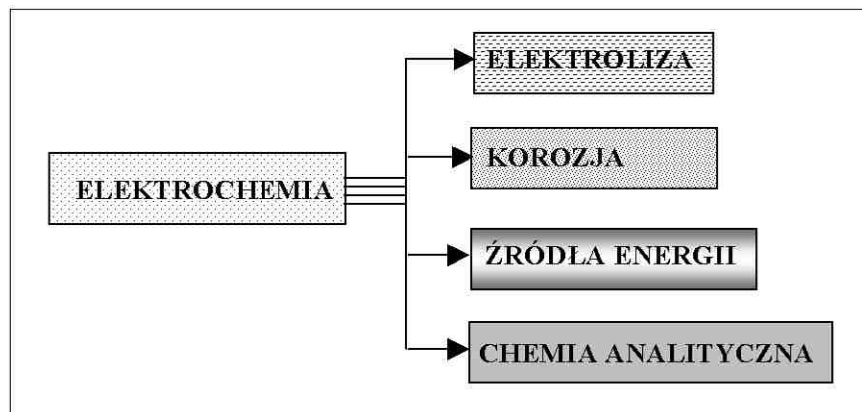 ELEKTROCHEMIA
ELEKTROLIZA
KOROZJA
ŹRÓDŁA ENERGII
CHEMIA ANALITYCZNA